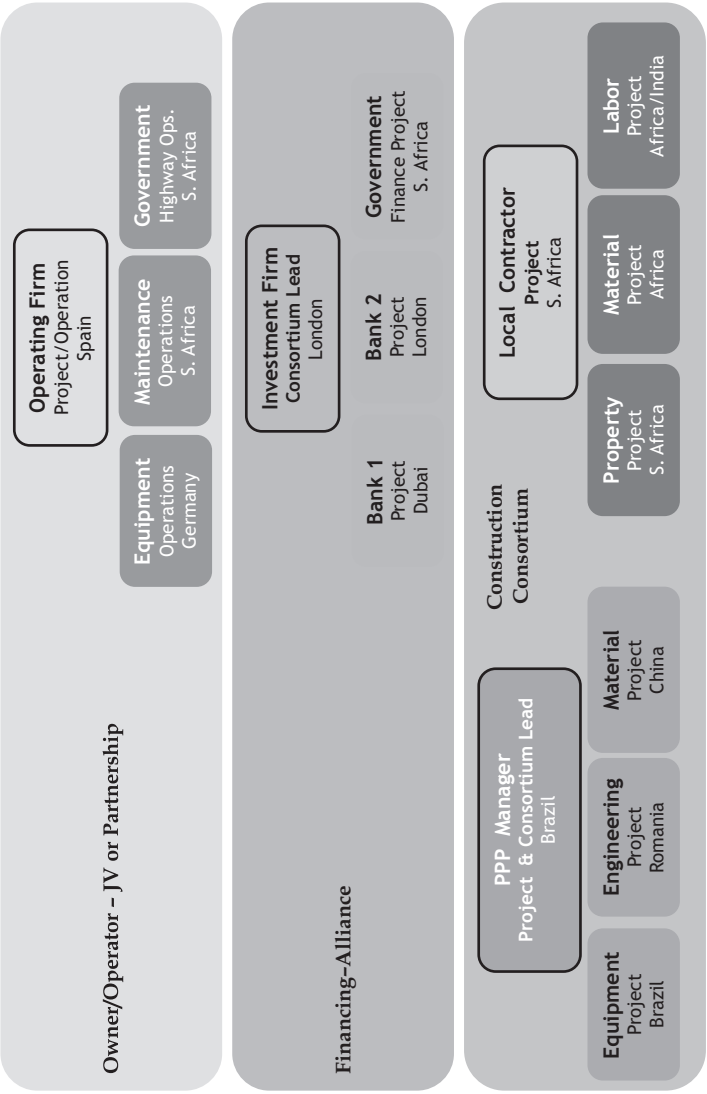 Owner/Operator – JV or Partnership
Operating Firm
Project/Operation
Spain
Equipment
Operations
Germany
Maintenance
Operations
S. Africa
Government
Highway Ops.
S. Africa
Financing–Alliance
Investment Firm
Consortium Lead
London
Bank 1
Project
Dubai
Bank 2
Project
London
Government
Finance Project
S. Africa
PPP Manager
Project & Consortium Lead
Brazil
Construction
Consortium
Local Contractor
Project
S. Africa
Equipment
Project
Brazil
Engineering
Project
Romania
Material
Project
China
Property
Project
S. Africa
Material
Project
Africa
Labor
Project
Africa/India